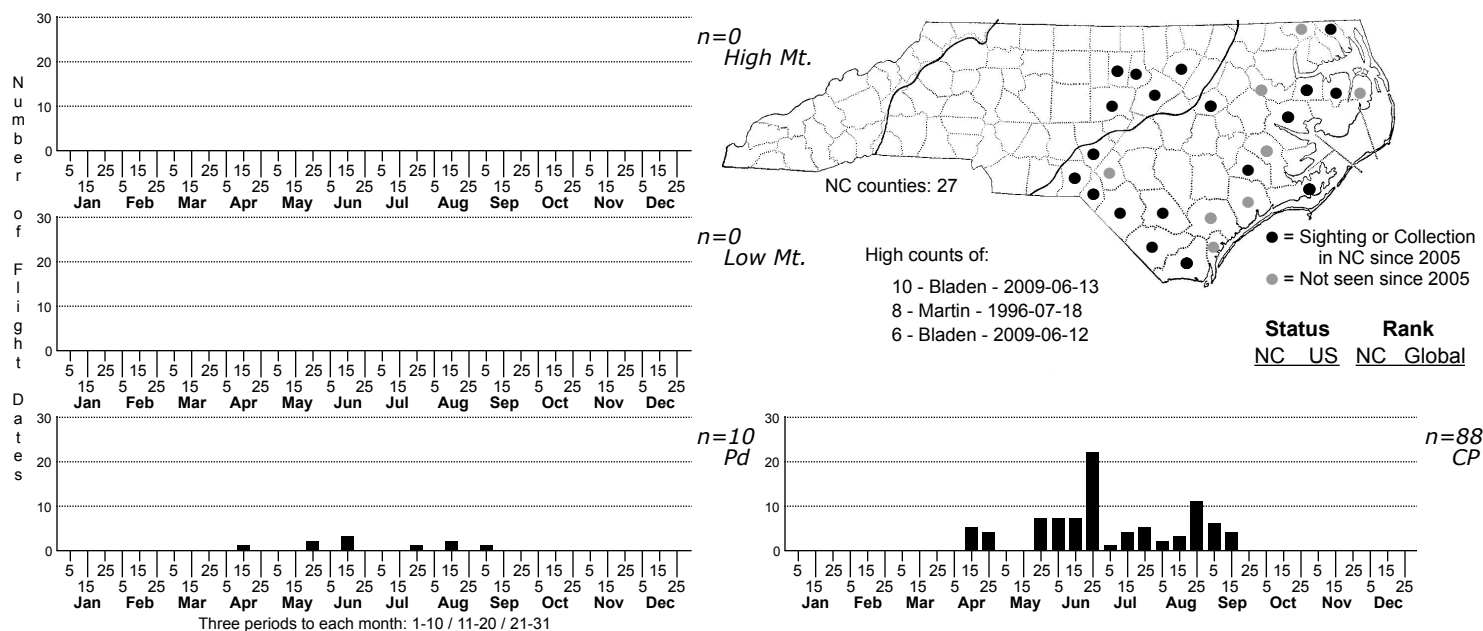 Number of Flight Dates
30
20
10
0
5 15 25 5 15 25 5 15 25 5 15 25 5 15 25 5 15 25 5 15 25 5 15 25 5 15 25 5 15 25 5 15 25 5 15 25
Jan Feb Mar Apr May Jun Jul Aug Sep Oct Nov Dec
n=0
High Mt.
30
20
10
0
5 15 25 5 15 25 5 15 25 5 15 25 5 15 25 5 15 25 5 15 25 5 15 25 5 15 25 5 15 25 5 15 25 5 15 25
Jan Feb Mar Apr May Jun Jul Aug Sep Oct Nov Dec
n=0
Low Mt.
30
20
10
0
5 15 25 5 15 25 5 15 25 5 15 25 5 15 25 5 15 25 5 15 25 5 15 25 5 15 25 5 15 25 5 15 25 5 15 25
Jan Feb Mar Apr May Jun Jul Aug Sep Oct Nov Dec
n=10
Pd
Three periods to each month: 1-10 / 11-20 / 21-31
NC counties: 27
High counts of:
10 - Bladen - 2009-06-13
8 - Martin - 1996-07-18
6 - Bladen - 2009-06-12
= Sighting or Collection
in NC since 2005
= Not seen since 2005
Status Rank
NC US NC Global
30
20
10
0
5 15 25 5 15 25 5 15 25 5 15 25 5 15 25 5 15 25 5 15 25 5 15 25 5 15 25 5 15 25 5 15 25 5 15 25
Jan Feb Mar Apr May Jun Jul Aug Sep Oct Nov Dec
n=88
CP